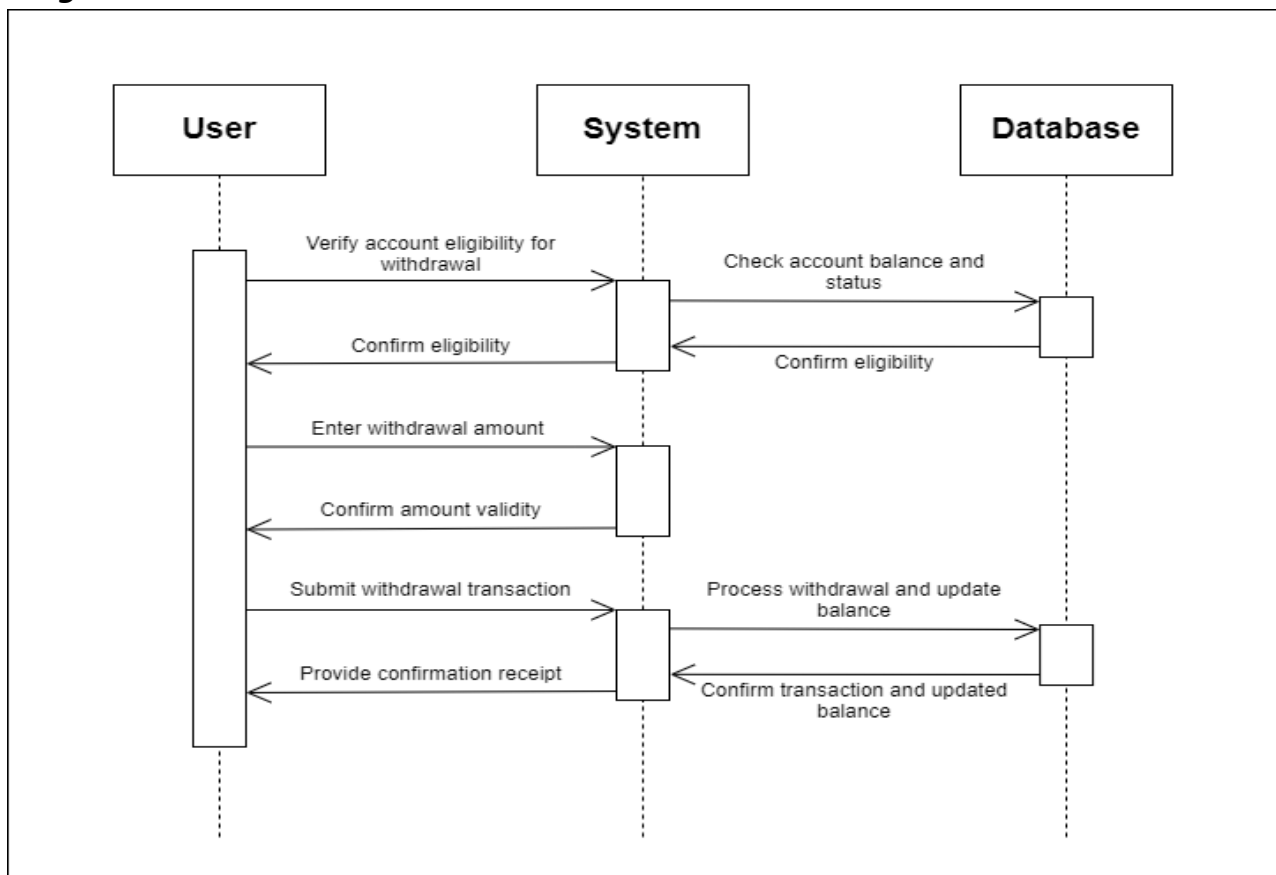 User
System
Database
Verify account eligibility for
withdrawal
Check account balance and
status
Confirm eligibility
Confirm eligibility
Enter withdrawal amount
Confirm amount validity
Submit withdrawal transaction
Process withdrawal and update
balance
Provide confirmation receipt
Confirm transaction and updated
balance